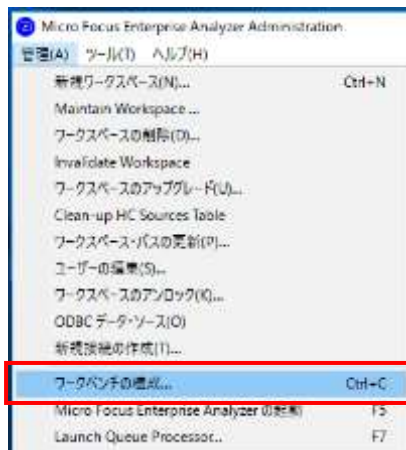 Micro Focus Enterprise Analyzer Administration
管理(A) ツール(T) ヘルプ(H)
新規ワークスペース(N)... Ctrl+N
Maintain Workspace ...
ワークスペースの削除(D)...
Invalidate Workspace
ワークスペースのアップグレード(U)...
Clean-up HC Sources Table
ワークスペース・パスの更新(P)...
ユーザーの編集(S)...
ワークスペースのアンロック(K)...
ODBC データ・ソース(O)
新規接続の作成(T)...
ワークベンチの構成... Ctrl+C
Micro Focus Enterprise Analyzer の起動 F5
Launch Queue Processor... F7